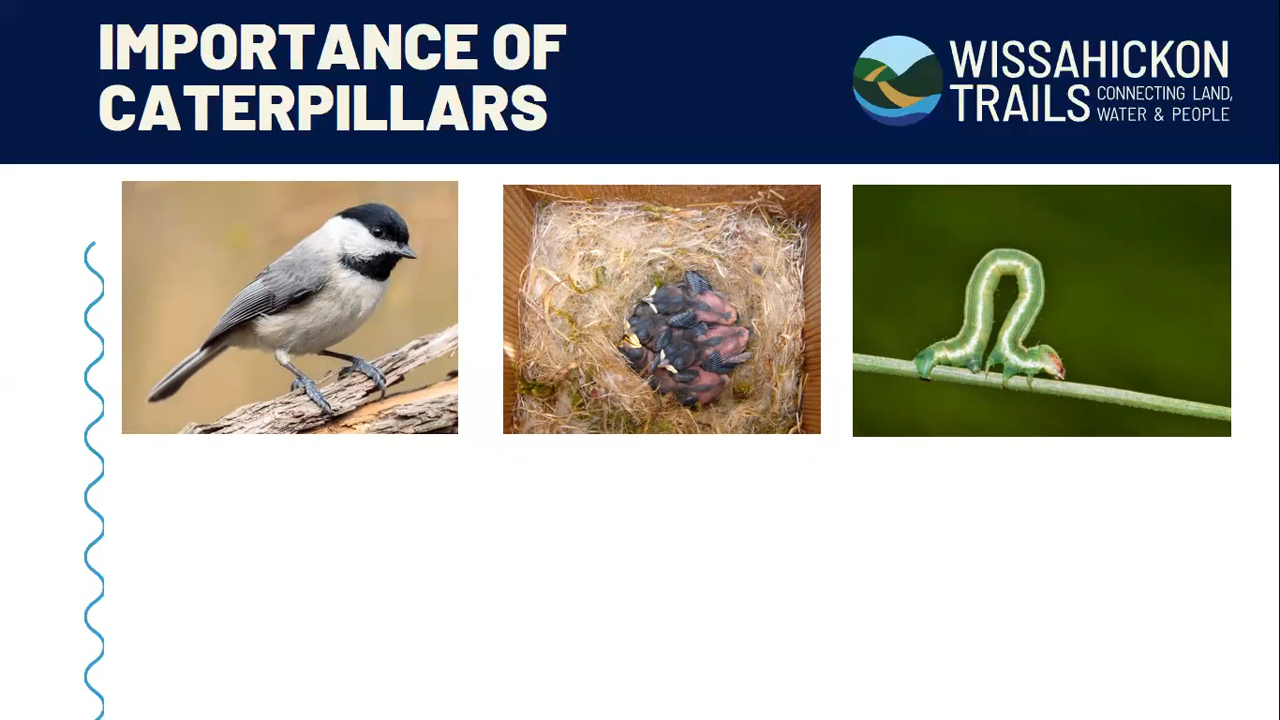 IMPORTANCE OF
CATERPILLARS
WISSAHICKON
TRAILS CONNECTING LAND,
WATER & PEOPLE